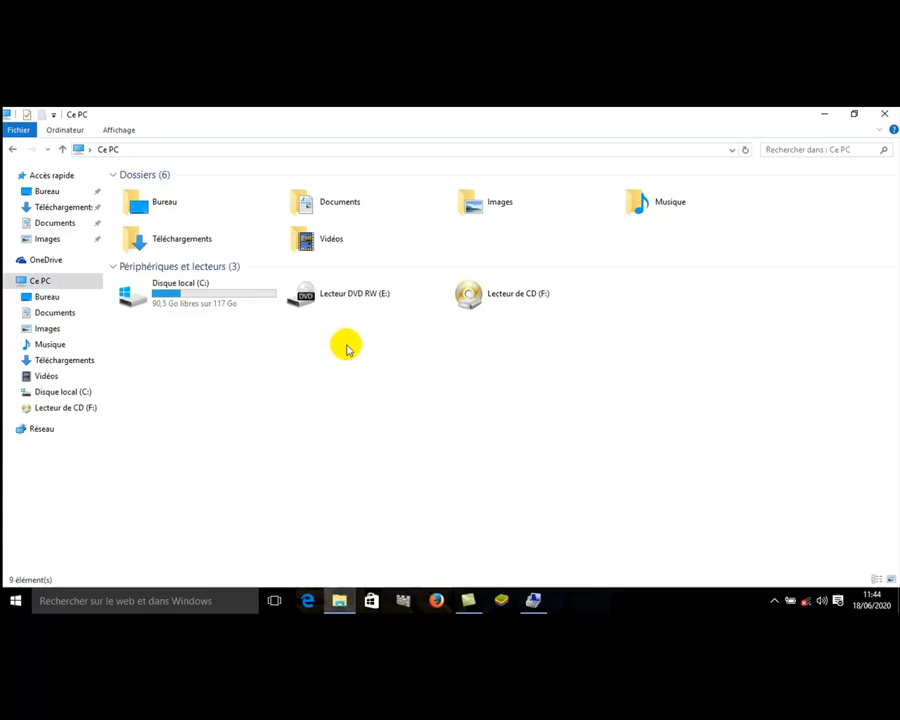 Ce PC
Fichier Ordinateur Affichage
Ce PC
Rechercher dans : Ce PC
Accès rapide
Bureau
Téléchargement:
Documents
Images
OneDrive
Ce PC
Bureau
Documents
Images
Musique
Téléchargements
Vidéos
Disque local (C:)
Lecteur de CD (F:)
Réseau
Dossiers (6)
Bureau
Documents
Images
Musique
Téléchargements
Vidéos
Périphériques et lecteurs (3)
Disque local (C:)
90,5 Go libres sur 117 Go
DVD
Lecteur DVD RW (E:)
Lecteur de CD (F:)
9 élément(s)
Rechercher sur le web et dans Windows
11:44
18/06/2020